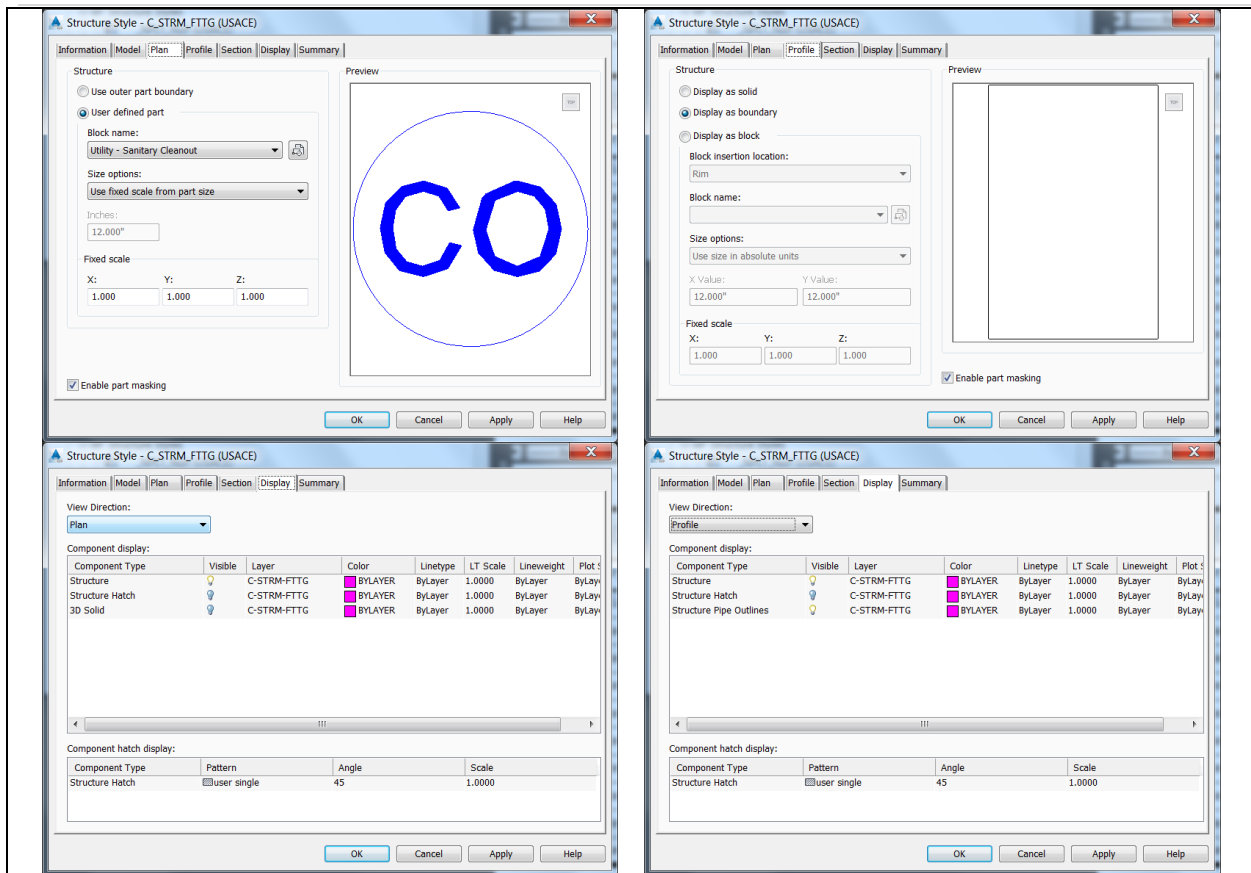 Structure Style - C_STRM_FTTG (USACE)
Information Model Plan Profile Section Display Summary
Structure
Use outer part boundary
User defined part
Block name:
Utility - Sanitary Cleanout
Size options:
Use fixed scale from part size
Inches:
12.000"
Fixed scale
X: Y: Z:
1.000 1.000 1.000
Enable part masking
Preview
TOP
CO
OK Cancel Apply Help
Structure Style - C_STRM_FTTG (USACE)
Information Model Plan Profile Section Display Summary
Structure
Display as solid
Display as boundary
Display as block
Block insertion location:
Rim
Block name:
Size options:
Use size in absolute units
X Value: Y Value:
12.000" 12.000"
Fixed scale
X: Y: Z:
1.000 1.000 1.000
Preview
TOP
Enable part masking
OK Cancel Apply Help
Structure Style - C_STRM_FTTG (USACE)
Information Model Plan Profile Section Display Summary
View Direction:
Plan
Component display:
Component Type Visible Layer Color Linetype LT Scale Lineweight Plot S
Structure C-STRM-FTTG BYLAYER ByLayer 1.0000 ByLayer ByLay
Structure Hatch C-STRM-FTTG BYLAYER ByLayer 1.0000 ByLayer ByLay
3D Solid C-STRM-FTTG BYLAYER ByLayer 1.0000 ByLayer ByLay
Component hatch display:
Component Type Pattern Angle Scale
Structure Hatch user single 45 1.0000
OK Cancel Apply Help
Structure Style - C_STRM_FTTG (USACE)
Information Model Plan Profile Section Display Summary
View Direction:
Profile
Component display:
Component Type Visible Layer Color Linetype LT Scale Lineweight Plot S
Structure C-STRM-FTTG BYLAYER ByLayer 1.0000 ByLayer ByLay
Structure Hatch C-STRM-FTTG BYLAYER ByLayer 1.0000 ByLayer ByLay
Structure Pipe Outlines C-STRM-FTTG BYLAYER ByLayer 1.0000 ByLayer ByLay
Component hatch display:
Component Type Pattern Angle Scale
Structure Hatch user single 45 1.0000
OK Cancel Apply Help